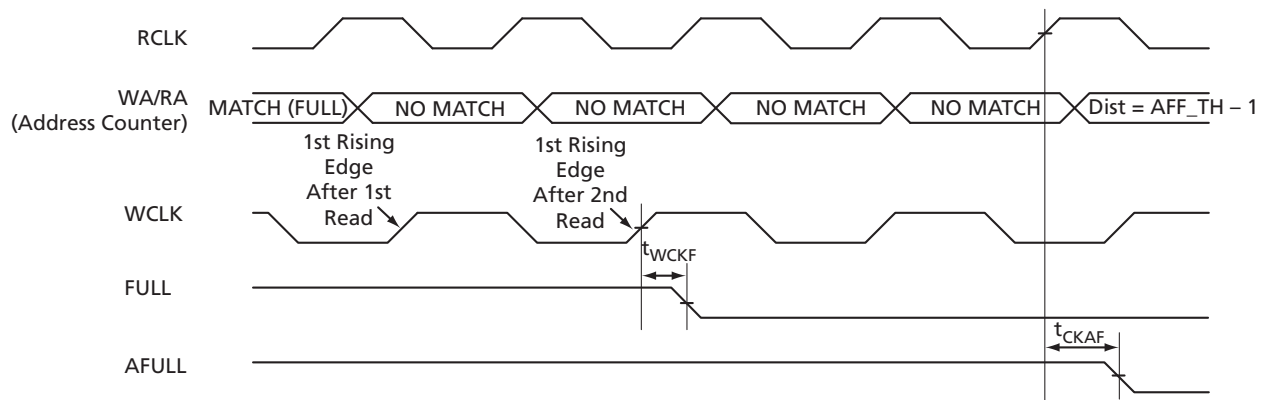 RCLK
WA/RA
(Address Counter)
MATCH (FULL)
NO MATCH
NO MATCH
NO MATCH
NO MATCH
Dist = AFF_TH – 1
1st Rising
Edge
After 1st
Read
1st Rising
Edge
After 2nd
Read
WCLK
tWCKF
FULL
tCKAF
AFULL